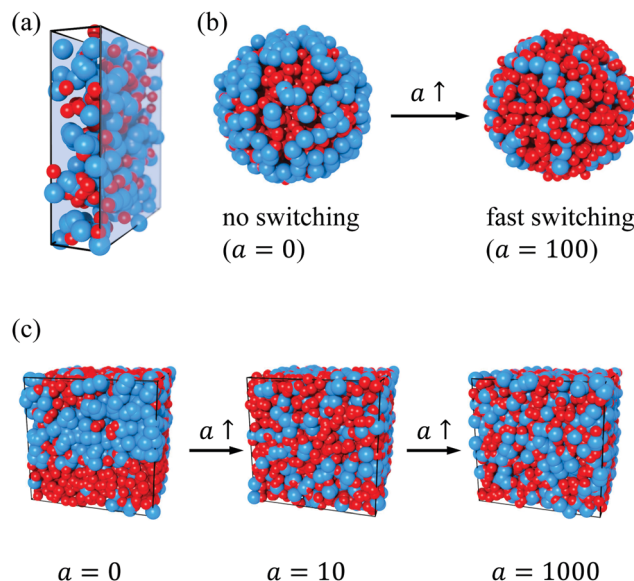 (a)
(b)
a ↑
no switching
(a = 0)
fast switching
(a = 100)
(c)
a ↑
a ↑
a = 0
a = 10
a = 1000